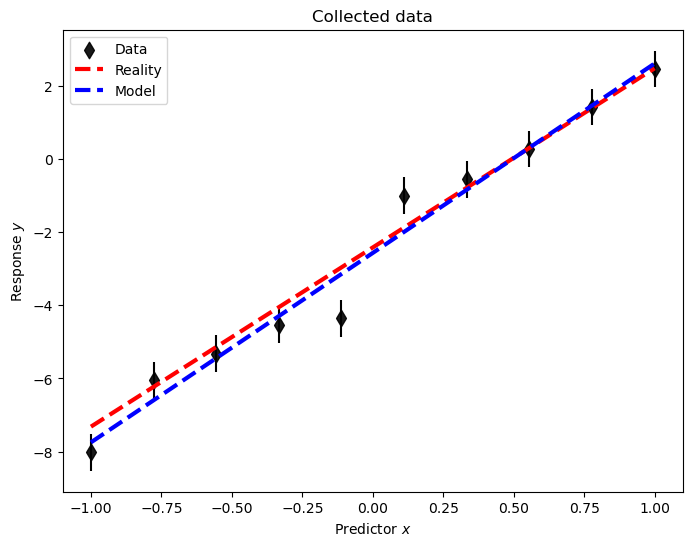 Collected data
Data
Reality
Model
Response y
2
0
−2
−4
−6
−8
−1.00 −0.75 −0.50 −0.25 0.00 0.25 0.50 0.75 1.00
Predictor x